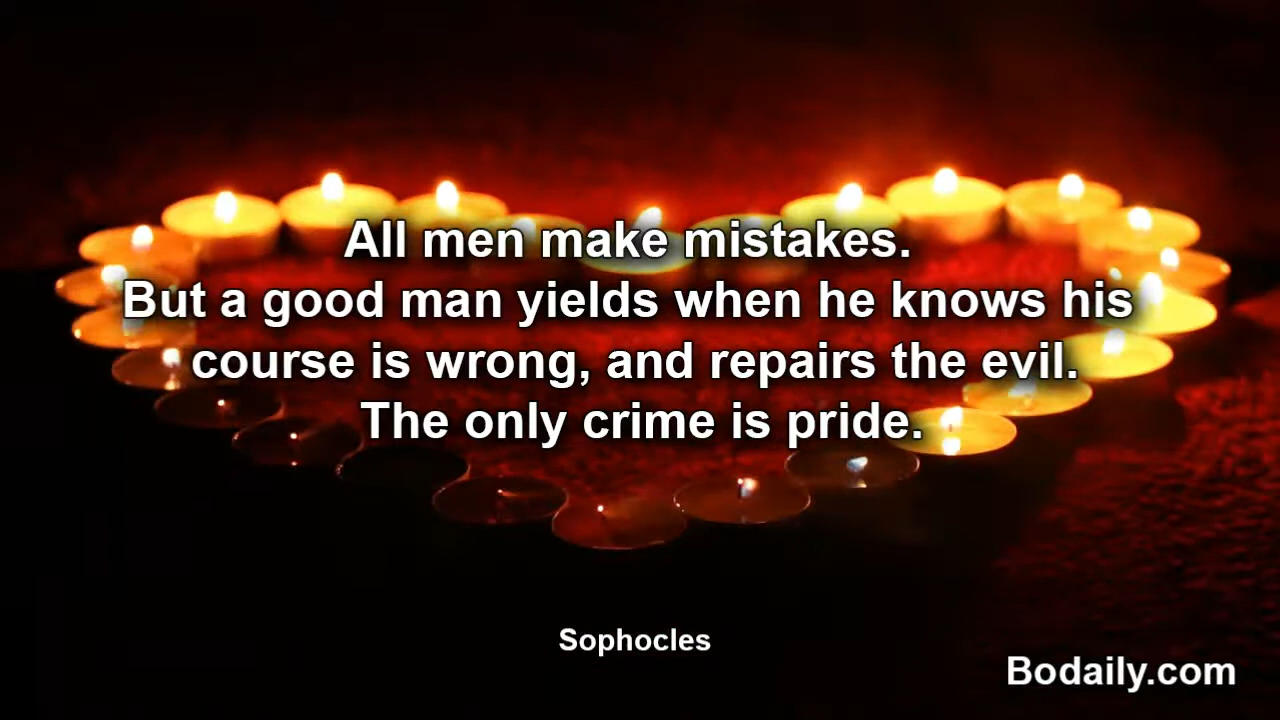 All men make mistakes.
But a good man yields when he knows his
course is wrong, and repairs the evil.
The only crime is pride.
Sophocles
Bodaily.com